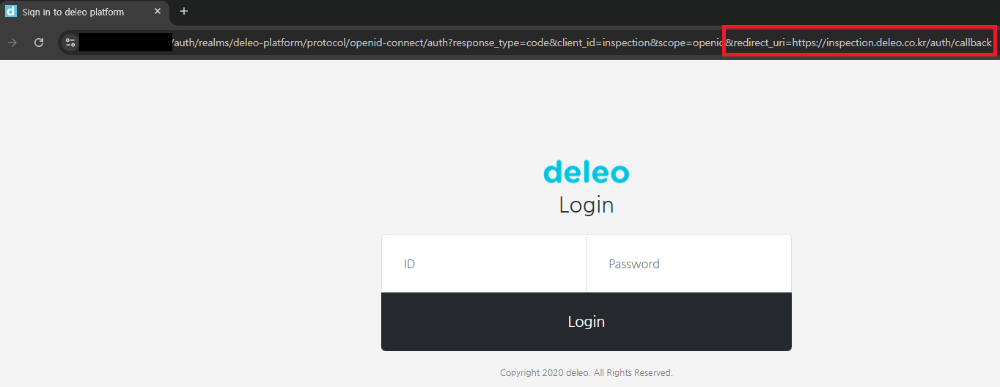 Sign in to deleo platform
/auth/realms/deleo-platform/protocol/openid-connect/auth?response_type=code&client_id=inspection&scope=openid&redirect_uri=https://inspection.deleo.co.kr/auth/callback
deleo
Login
ID Password
Login
Copyright 2020 deleo. All Rights Reserved.